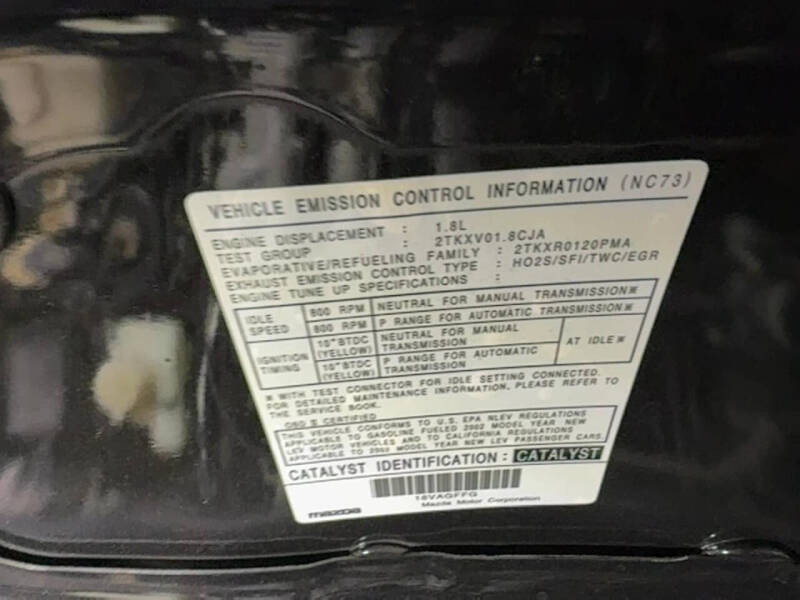 VEHICLE EMISSION CONTROL INFORMATION (NC73)
ENGINE DISPLACEMENT : 1.8L
TEST GROUP : 2TKXV01.8CJA
EVAPORATIVE/REFUELING FAMILY : 2TKXR0120PMA
EXHAUST EMISSION CONTROL TYPE : HO2S/SFI/TWC/EGR
ENGINE TUNE UP SPECIFICATIONS :
IDLE SPEED 800 RPM NEUTRAL FOR MANUAL TRANSMISSION※
800 RPM P RANGE FOR AUTOMATIC TRANSMISSION※
IGNITION TIMING 10°BTDC (YELLOW) NEUTRAL FOR MANUAL TRANSMISSION AT IDLE※
10°BTDC (YELLOW) P RANGE FOR AUTOMATIC TRANSMISSION
※ WITH TEST CONNECTOR FOR IDLE SETTING CONNECTED.
FOR DETAILED MAINTENANCE INFORMATION, PLEASE REFER TO
THE SERVICE BOOK.
OBD II CERTIFIED
THIS VEHICLE CONFORMS TO U.S. EPA NLEV REGULATIONS
APPLICABLE TO GASOLINE FUELED 2002 MODEL YEAR NEW
LEV MOTOR VEHICLES AND TO CALIFORNIA REGULATIONS
APPLICABLE TO 2002 MODEL YEAR NEW LEV PASSENGER CARS.
CATALYST IDENTIFICATION : CATALYST
18VAGFFG
mazda Mazda Motor Corporation